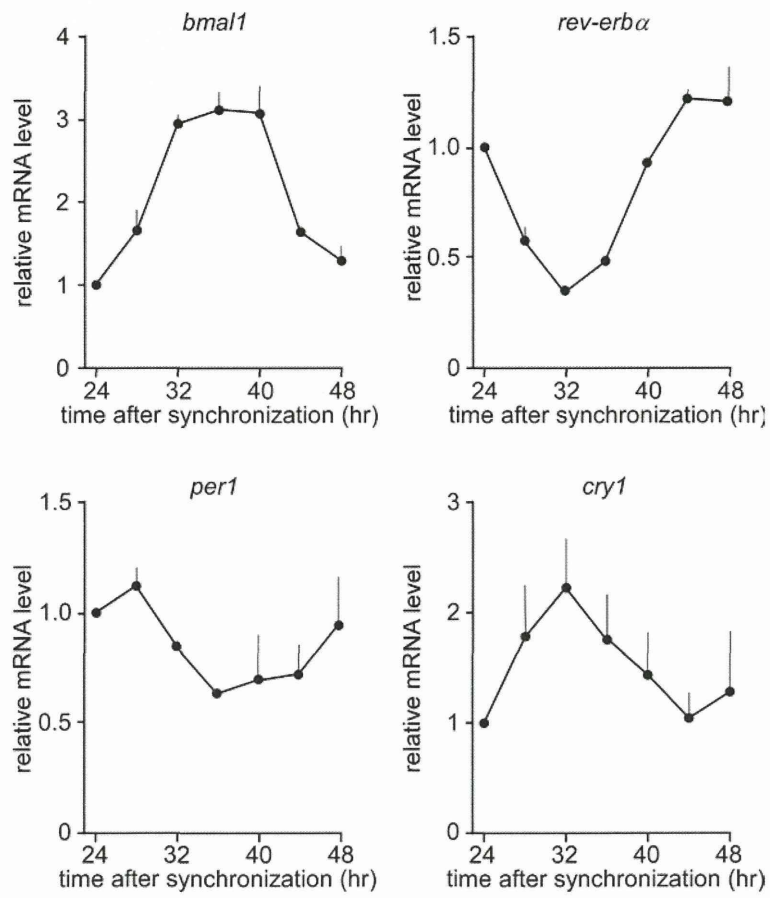 bmal1
relative mRNA level
4
3
2
1
0
24 32 40 48
time after synchronization (hr)
rev-erbα
relative mRNA level
1.5
1.0
0.5
0
24 32 40 48
time after synchronization (hr)
per1
relative mRNA level
1.5
1.0
0.5
0
24 32 40 48
time after synchronization (hr)
cry1
relative mRNA level
3
2
1
0
24 32 40 48
time after synchronization (hr)